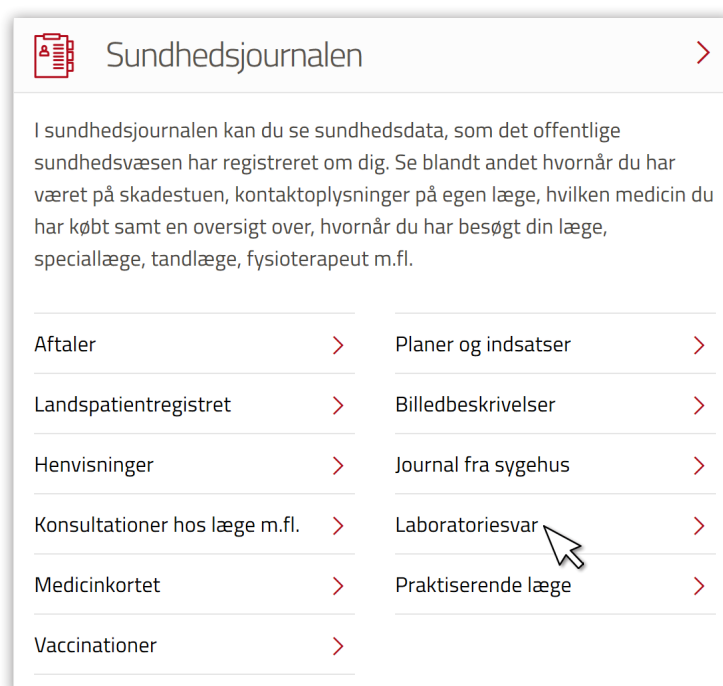 Sundhedsjournalen
I sundhedsjournalen kan du se sundhedsdata, som det offentlige
sundhedsvæsen har registreret om dig. Se blandt andet hvornår du har
været på skadestuen, kontaktoplysninger på egen læge, hvilken medicin du
har købt samt en oversigt over, hvornår du har besøgt din læge,
speciallæge, tandlæge, fysioterapeut m.fl.
Aftaler
Landspatientregistret
Henvisninger
Konsultationer hos læge m.fl.
Medicinkortet
Vaccinationer
Planer og indsatser
Billedbeskrivelser
Journal fra sygehus
Laboratoriesvar
Praktiserende læge